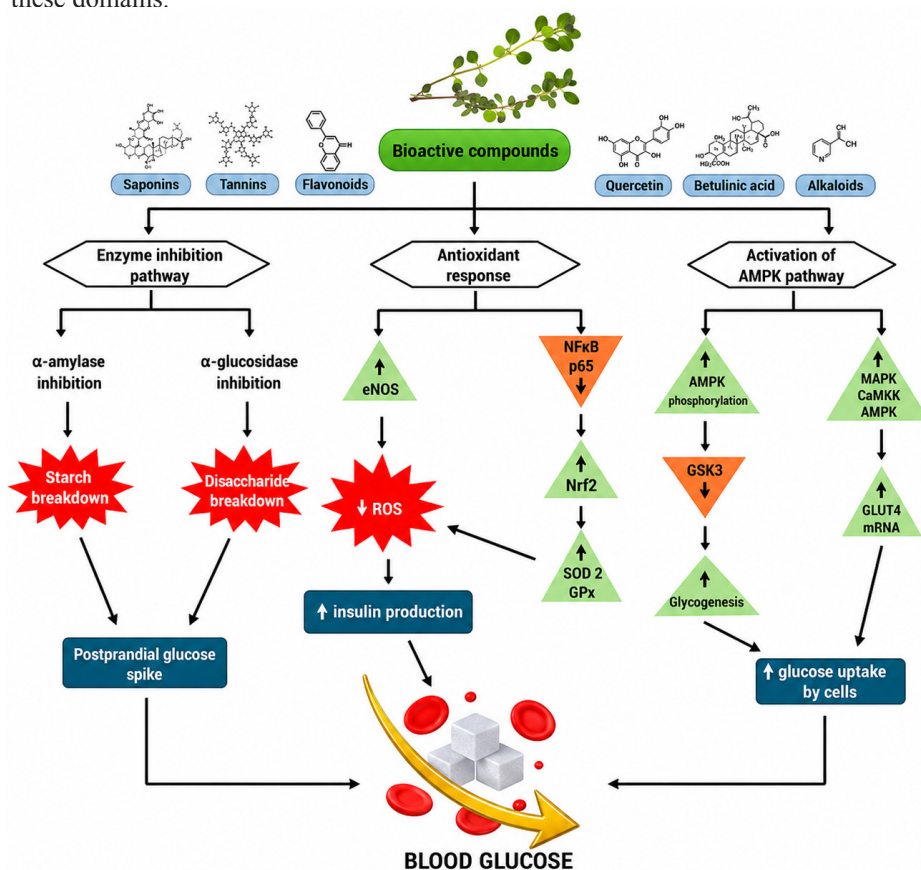 these domains.
Bioactive compounds
Saponins
Tannins
Flavonoids
Quercetin
Betulinic acid
Alkaloids
Enzyme inhibition
pathway
Antioxidant
response
Activation of
AMPK pathway
α-amylase
inhibition
α-glucosidase
inhibition
↑
eNOS
NFκB
p65
↓
↑
AMPK
phosphorylation
↑
MAPK
CaMKK
AMPK
Starch
breakdown
Disaccharide
breakdown
↓ ROS
↑
Nrf2
GSK3
↓
↑
GLUT4
mRNA
↑
SOD 2
GPx
↑
Glycogenesis
↑ insulin production
Postprandial glucose
spike
↑ glucose uptake
by cells
BLOOD GLUCOSE